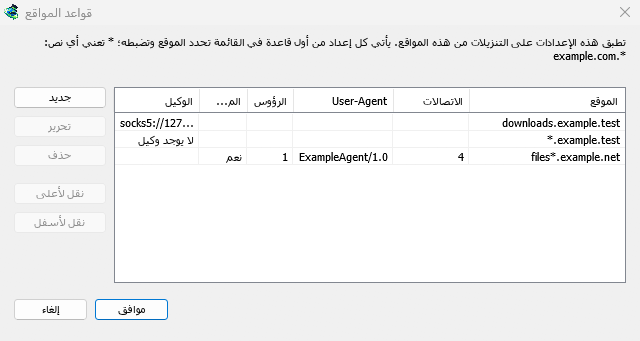 قواعد المواقع
تطبق هذه الإعدادات على التنزيلات من هذه المواقع. يأتي كل إعداد من أول قاعدة في القائمة تحدد الموقع وتضبطه؛ * تعني أي نص:
*.example.com
الموقع الاتصالات User-Agent الرؤوس الم... الوكيل
downloads.example.test socks5://127...
*.example.test لا يوجد وكيل
files*.example.net 4 ExampleAgent/1.0 1 نعم
جديد
تحرير
حذف
نقل لأعلى
نقل لأسفل
موافق
إلغاء